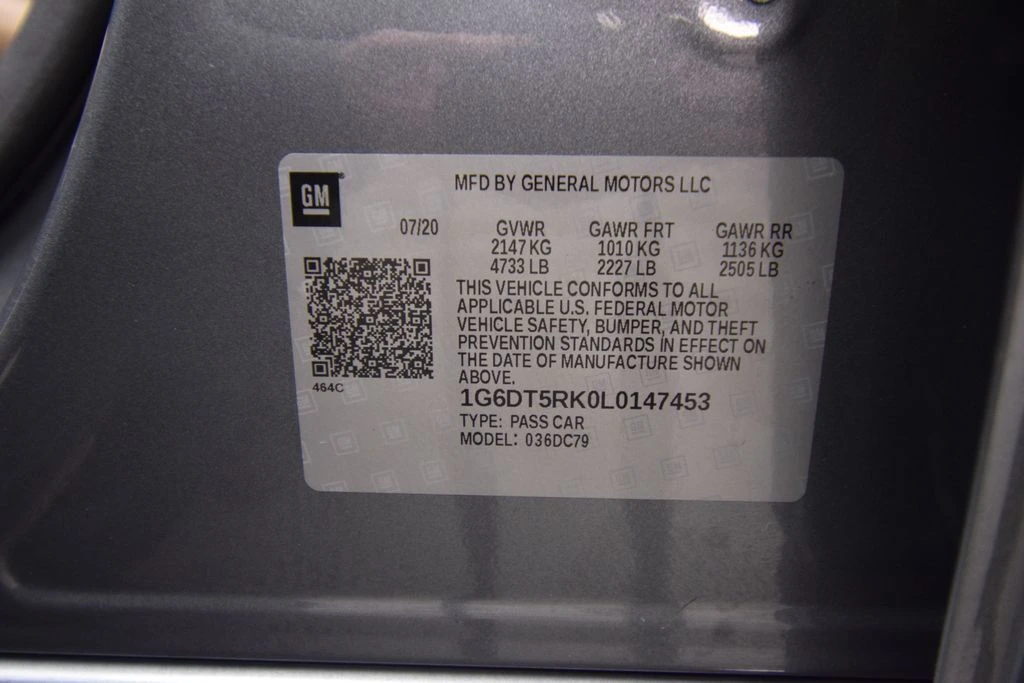 GM
MFD BY GENERAL MOTORS LLC
07/20 GVWR GAWR FRT GAWR RR
2147 KG 1010 KG 1136 KG
4733 LB 2227 LB 2505 LB
THIS VEHICLE CONFORMS TO ALL
APPLICABLE U.S. FEDERAL MOTOR
VEHICLE SAFETY, BUMPER, AND THEFT
PREVENTION STANDARDS IN EFFECT ON
THE DATE OF MANUFACTURE SHOWN
ABOVE.
464C
1G6DT5RK0L0147453
TYPE: PASS CAR
MODEL: 036DC79